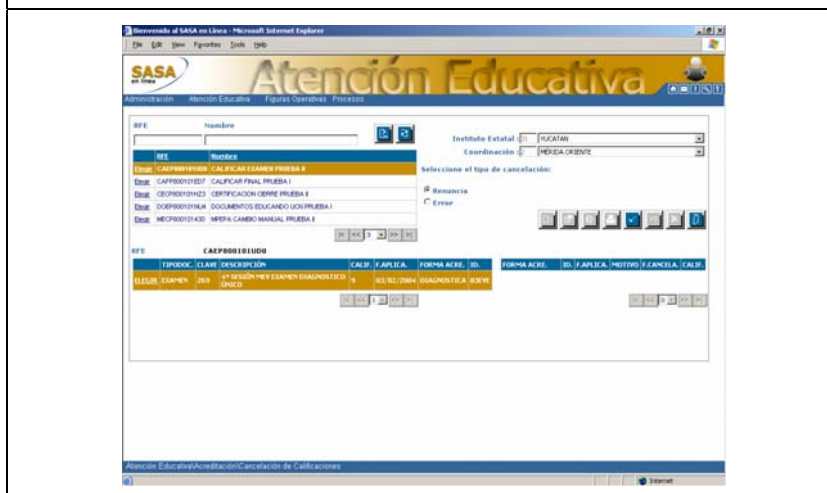 Bienvenido al SASA en Línea - Microsoft Internet Explorer
File Edit View Favorites Tools Help
SASA
en línea
Atención Educativa
Administración Atención Educativa Figuras Operativas Procesos
RFE Nombre
Instituto Estatal : YUCATAN
Coordinación : MÉRIDA ORIENTE
Seleccione el tipo de cancelación:
Renuncia
Error
RFE Nombre
Elegir CAEP800101UD0 CALIFICAR EXAMEN PRUEBA II
Elegir CAFP800101ED7 CALIFICAR FINAL PRUEBA I
Elegir CECP800101HZ3 CERTIFICACION CIERRE PRUEBA II
Elegir DOEP800101NU4 DOCUMENTOS EDUCANDO UCN PRUEBA I
Elegir MECP800101430 MPEPA CAMBIO MANUAL PRUEBA I
|< << 3 >> >|
RFE CAEP800101UD0
TIPODOC. CLAVE DESCRIPCIÓN CALIF. F.APLICA. FORMA ACRE. ID.
ELEGIR EXAMEN 260 4ª SESIÓN MEV EXAMEN DIAGNOSTICO ÚNICO 9 03/02/2004 DIAGNOSTICA
FORMA ACRE. ID. F.APLICA. MOTIVO F.CANCELA. CALIF.
Atención Educativa\Acreditación\Cancelación de Calificaciones
Internet